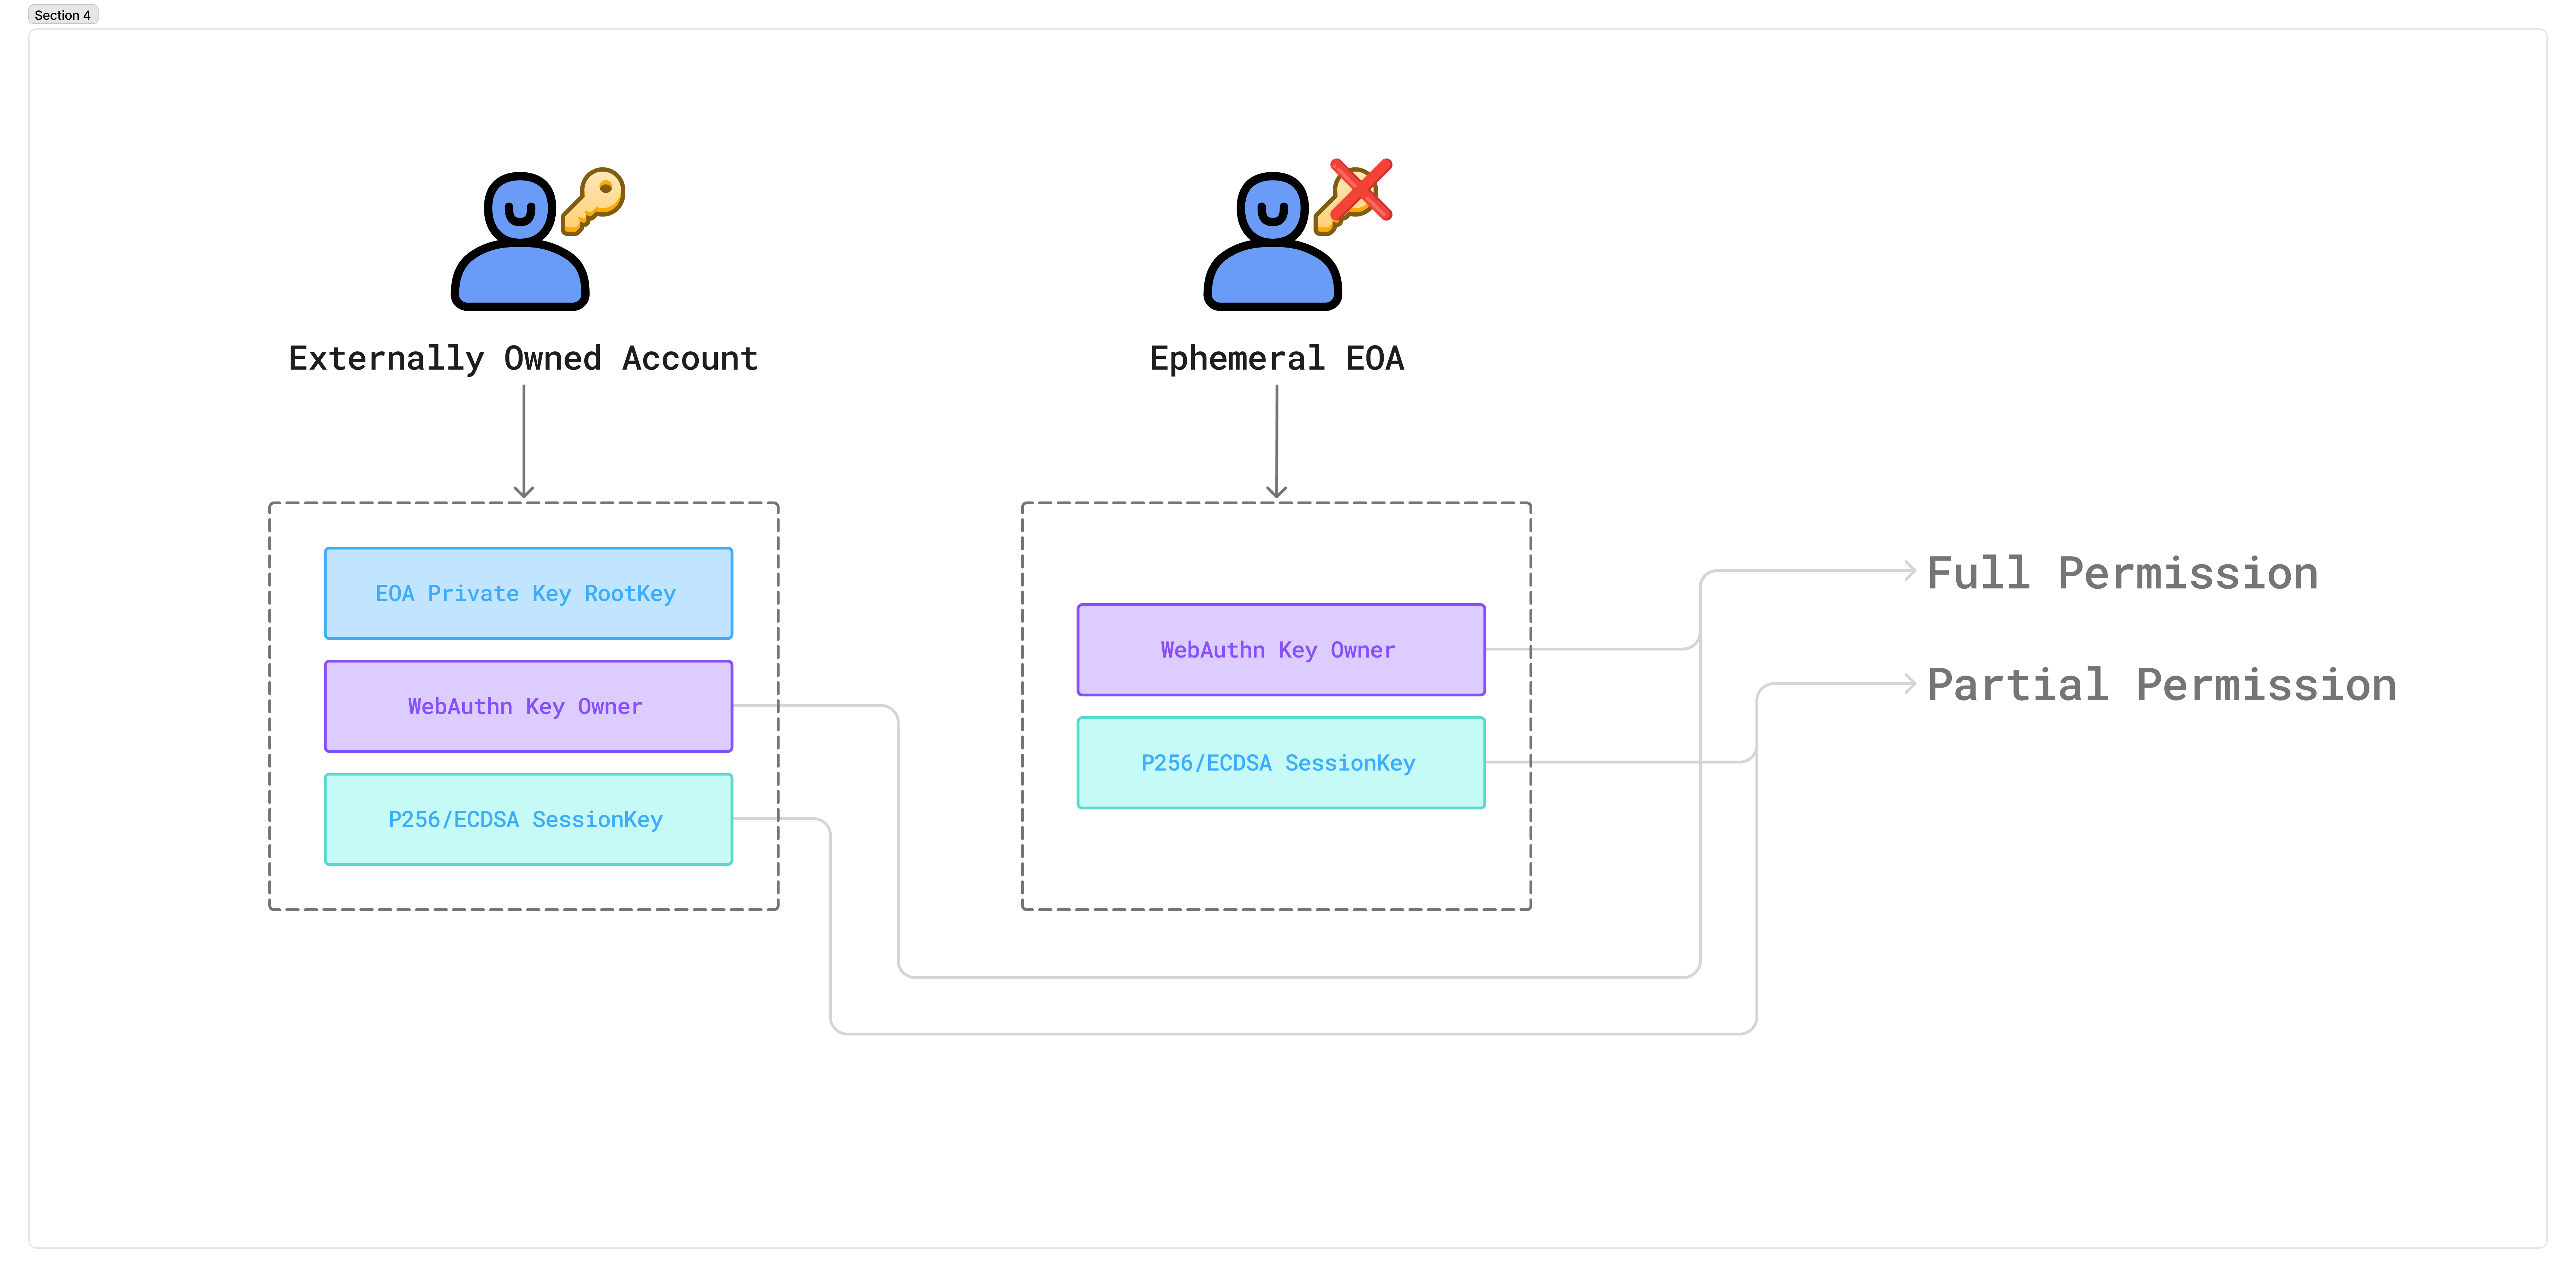 Section 4
Externally Owned Account
Ephemeral EOA
EOA Private Key RootKey
WebAuthn Key Owner
P256/ECDSA SessionKey
WebAuthn Key Owner
P256/ECDSA SessionKey
Full Permission
Partial Permission